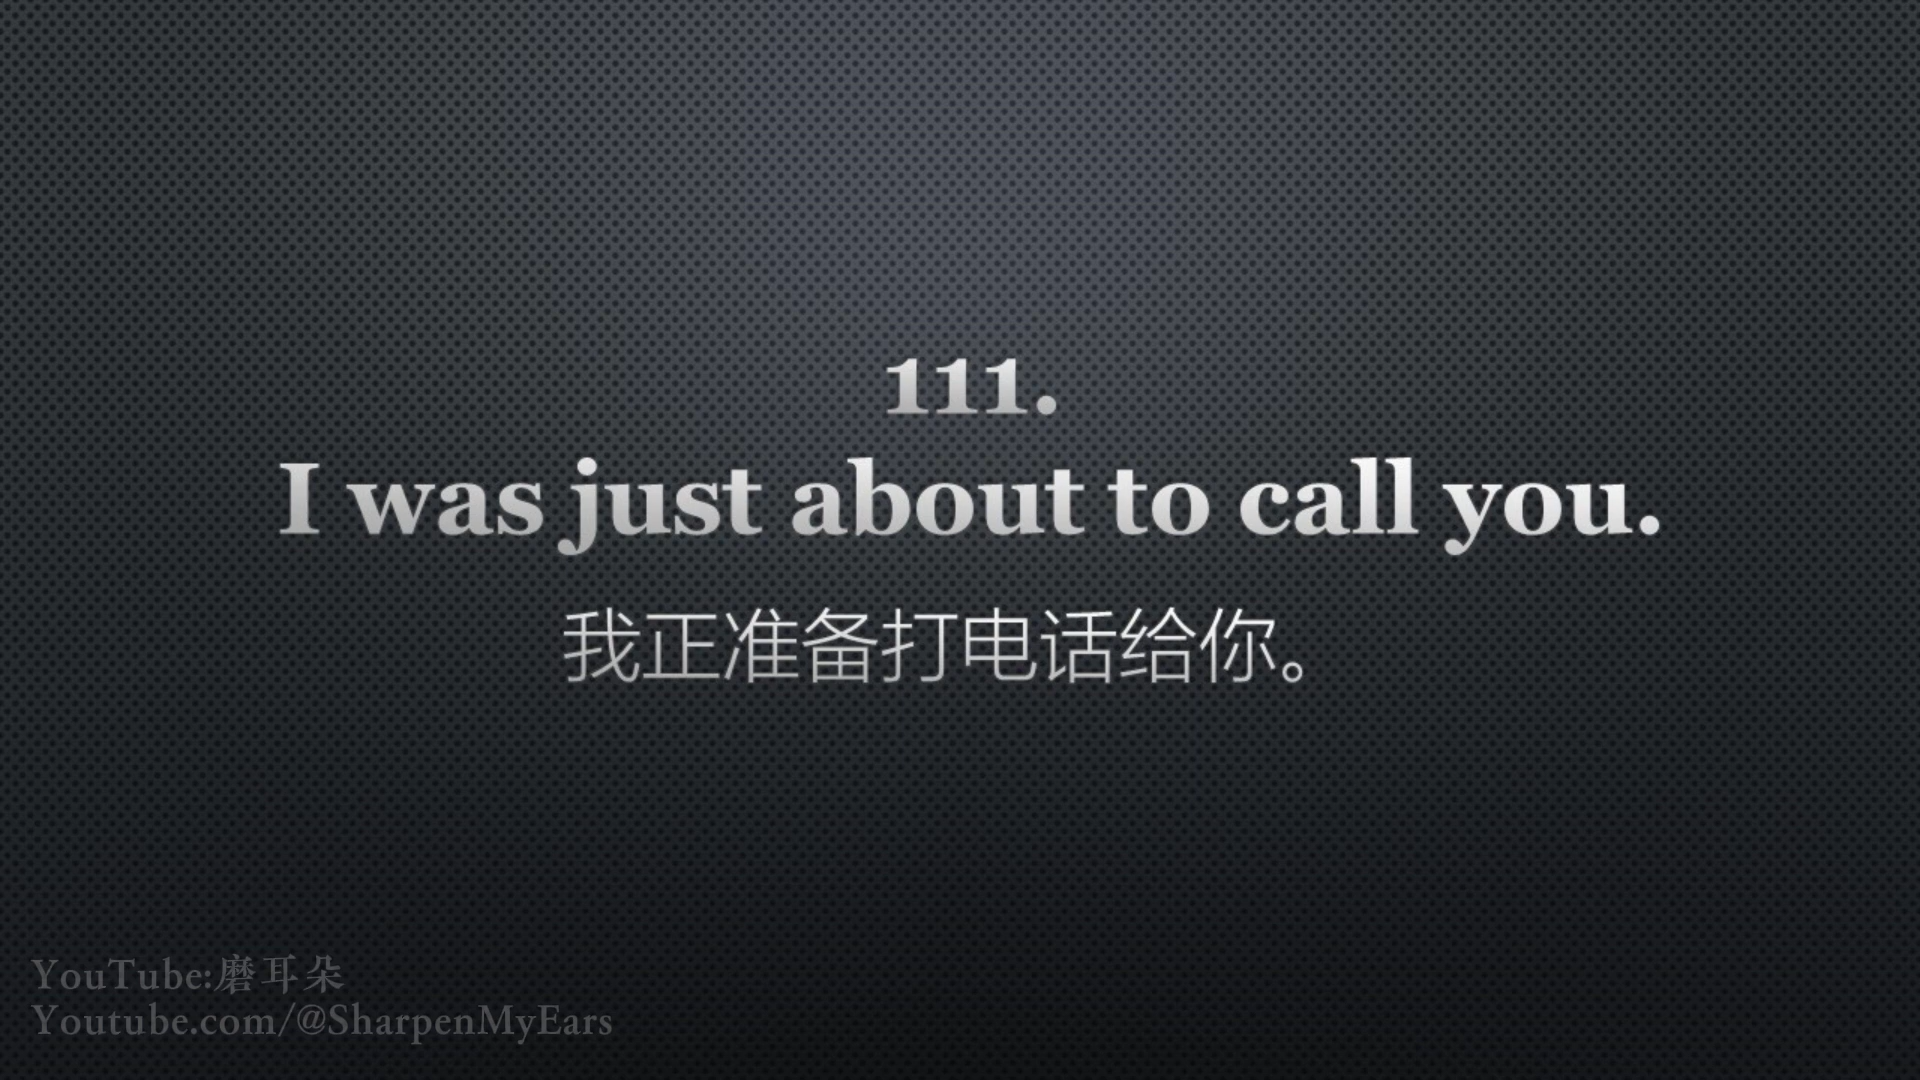 111.
I was just about to call you.
我正准备打电话给你。
YouTube:磨耳朵
Youtube.com/@SharpenMyEars